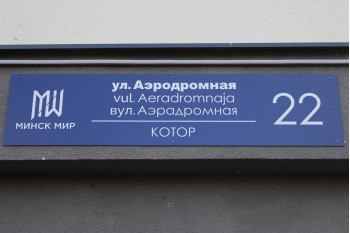 ул. Аэродромная
vul. Aeradromnaja
вул. Аэрадромная
КОТОР
22
МИНСК МИР